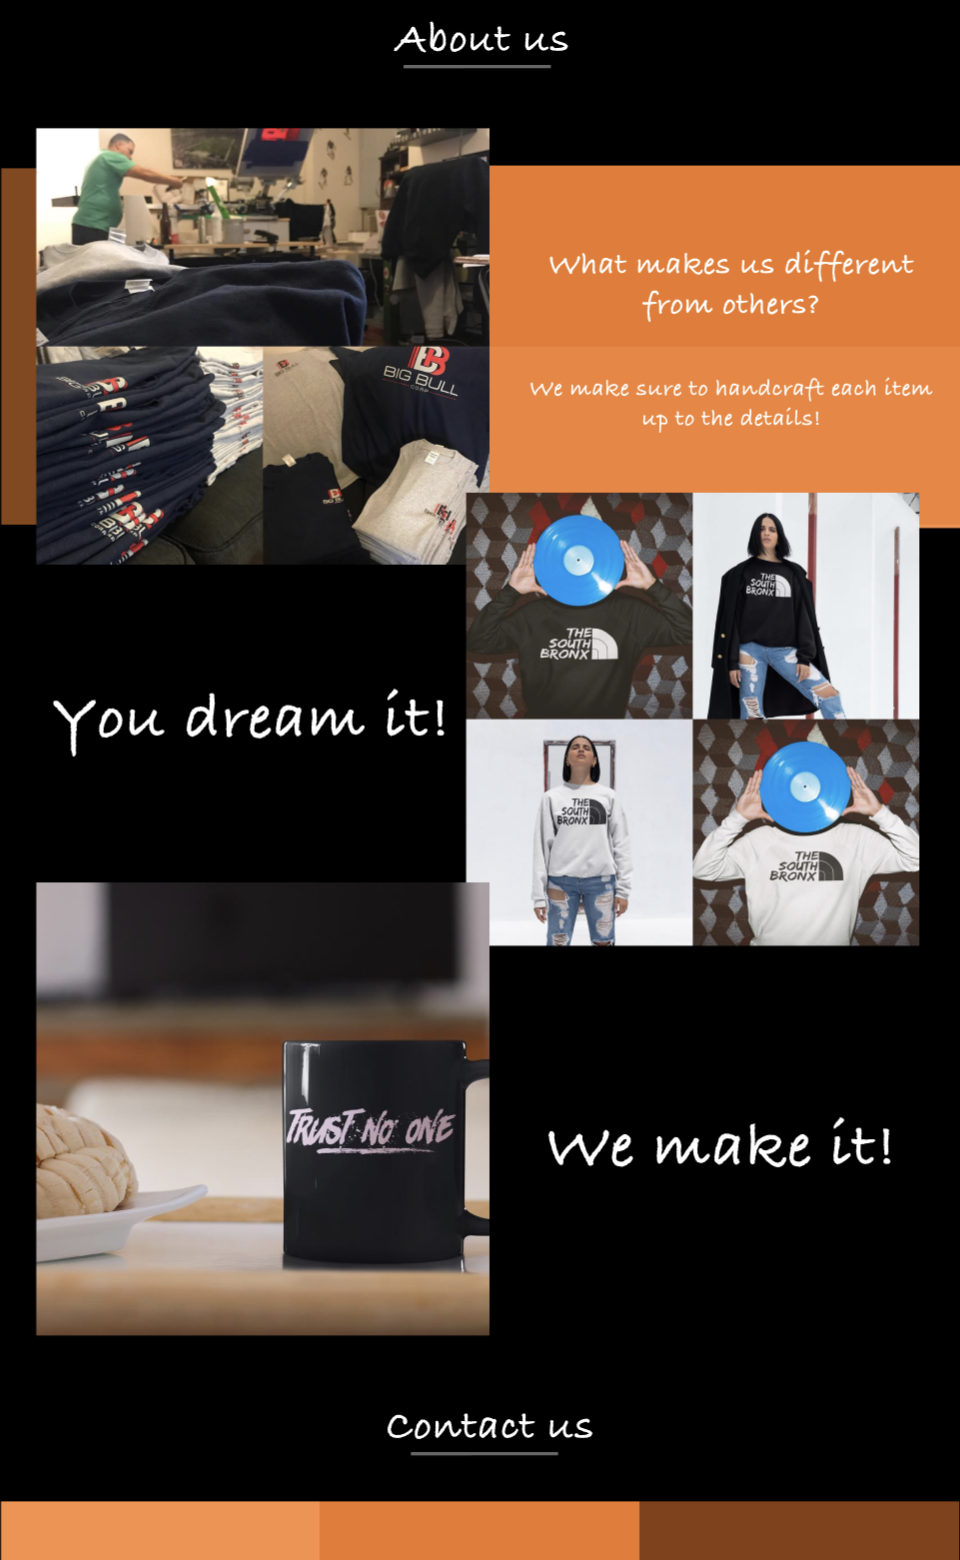 About us
What makes us different
from others?
We make sure to handcraft each item
up to the details!
BIG BULL
CORP
You dream it!
THE
SOUTH
BRONX
THE
SOUTH
BRONX
THE
SOUTH
BRONX
THE
SOUTH
BRONX
TRUST NO ONE
We make it!
Contact us